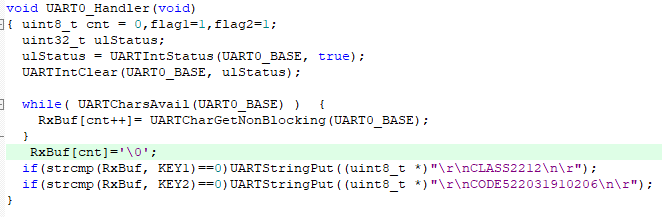 void UART0_Handler(void)
{ uint8_t cnt = 0,flag1=1,flag2=1;
uint32_t ulStatus;
ulStatus = UARTIntStatus(UART0_BASE, true);
UARTIntClear(UART0_BASE, ulStatus);
while( UARTCharsAvail(UART0_BASE) ) {
RxBuf[cnt++]= UARTCharGetNonBlocking(UART0_BASE);
}
RxBuf[cnt]='\0';
if(strcmp(RxBuf, KEY1)==0)UARTStringPut((uint8_t *)"\r\nCLASS2212\n\r");
if(strcmp(RxBuf, KEY2)==0)UARTStringPut((uint8_t *)"\r\nCODE522031910206\n\r");
}